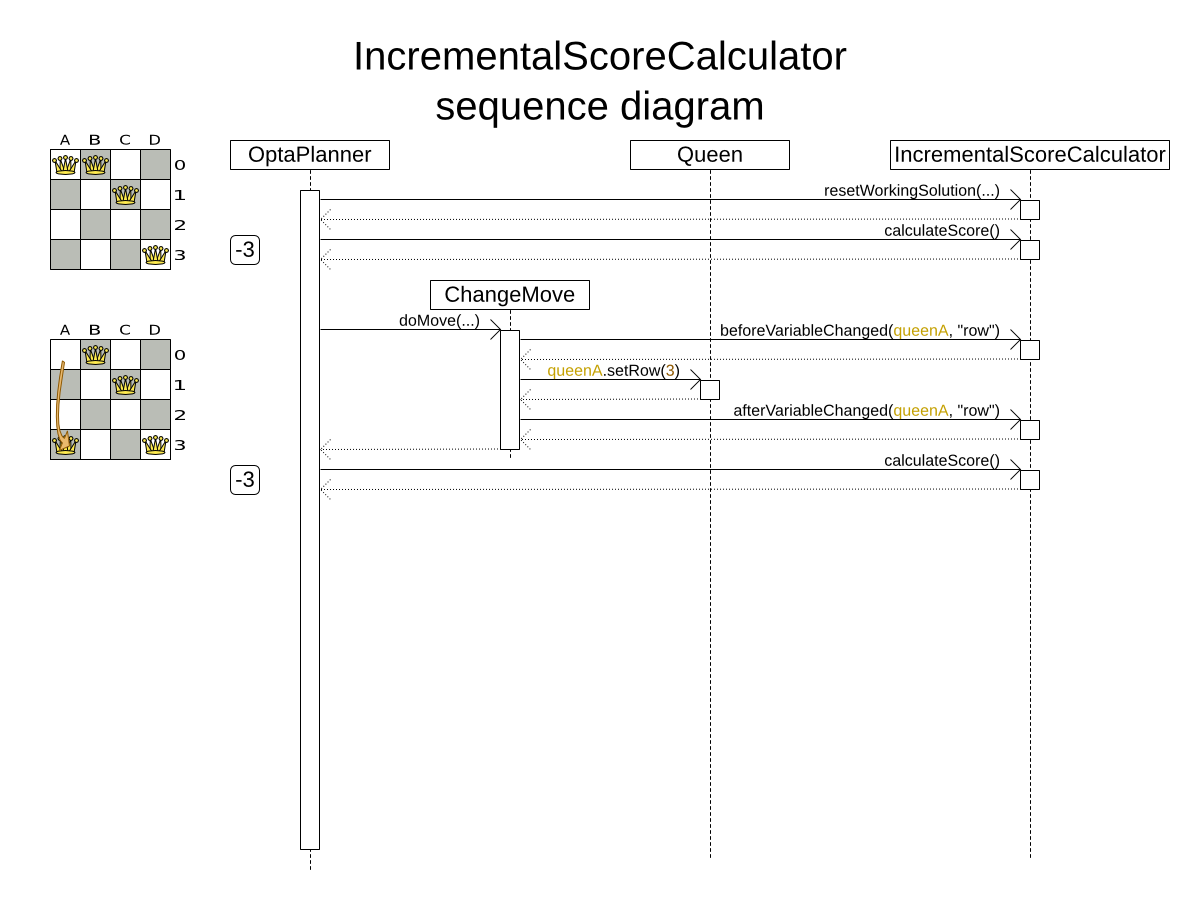 IncrementalScoreCalculator
sequence diagram
A B C D
0
1
2
3
OptaPlanner
Queen
IncrementalScoreCalculator
resetWorkingSolution(...)
calculateScore()
-3
ChangeMove
A B C D
0
1
2
3
doMove(...)
beforeVariableChanged(queenA, "row")
queenA.setRow(3)
afterVariableChanged(queenA, "row")
calculateScore()
-3